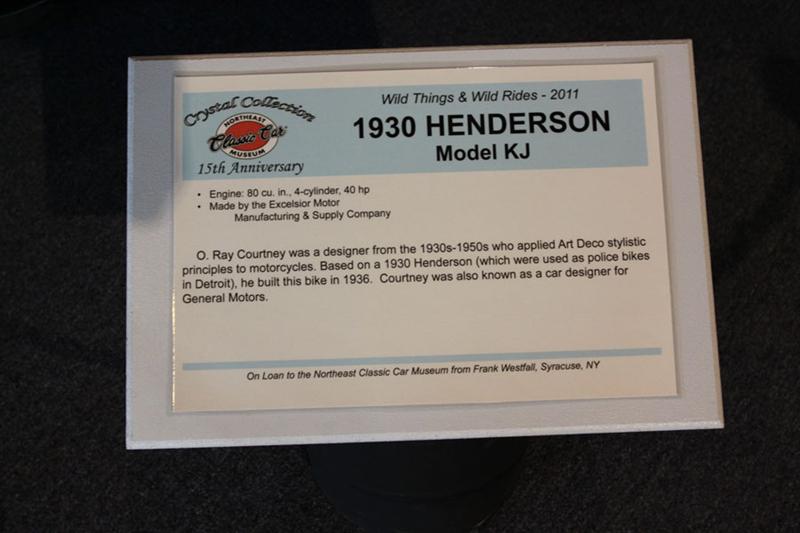 Crystal Collection
NORTHEAST
Classic Car
MUSEUM
15th Anniversary
Wild Things & Wild Rides - 2011
1930 HENDERSON
Model KJ
• Engine: 80 cu. in., 4-cylinder, 40 hp
• Made by the Excelsior Motor
Manufacturing & Supply Company
O. Ray Courtney was a designer from the 1930s-1950s who applied Art Deco stylistic
principles to motorcycles. Based on a 1930 Henderson (which were used as police bikes
in Detroit), he built this bike in 1936. Courtney was also known as a car designer for
General Motors.
On Loan to the Northeast Classic Car Museum from Frank Westfall, Syracuse, NY